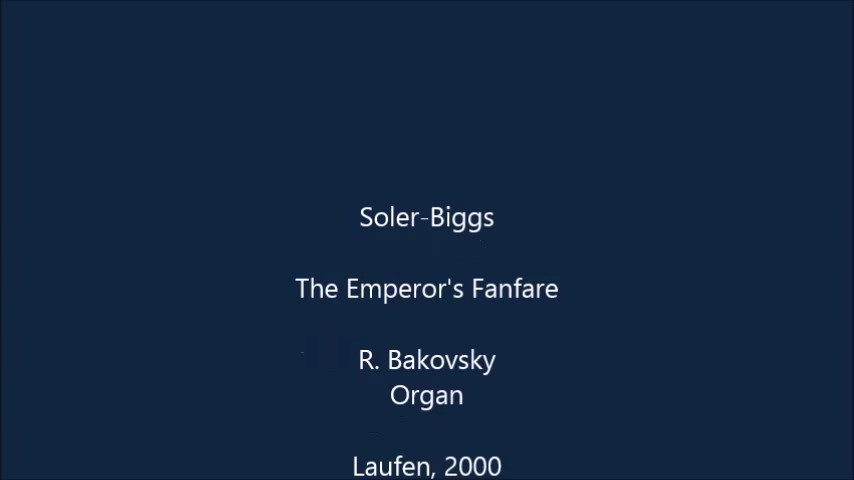 Soler-Biggs
The Emperor's Fanfare
R. Bakovsky
Organ
Laufen, 2000